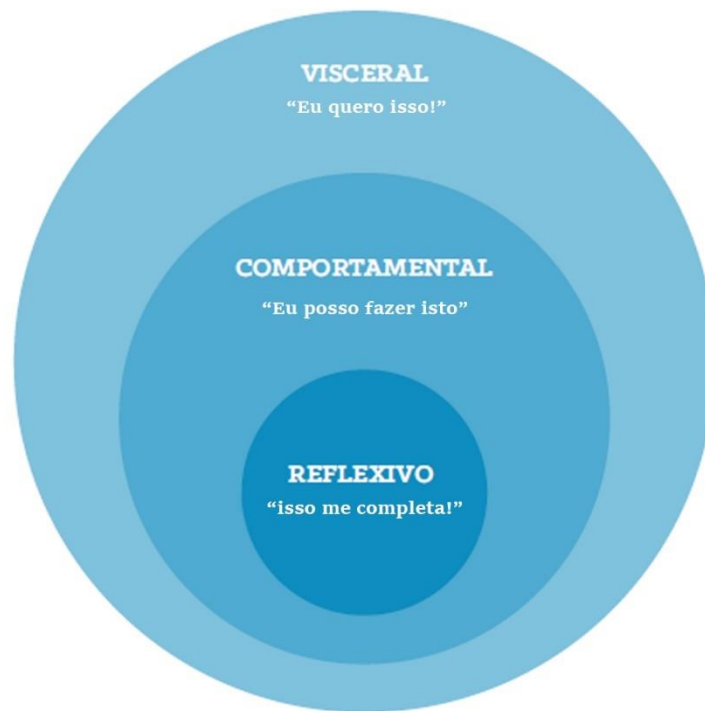 VISCERAL
“Eu quero isso!”
COMPORTAMENTAL
“Eu posso fazer isto”
REFLEXIVO
“isso me completa!”